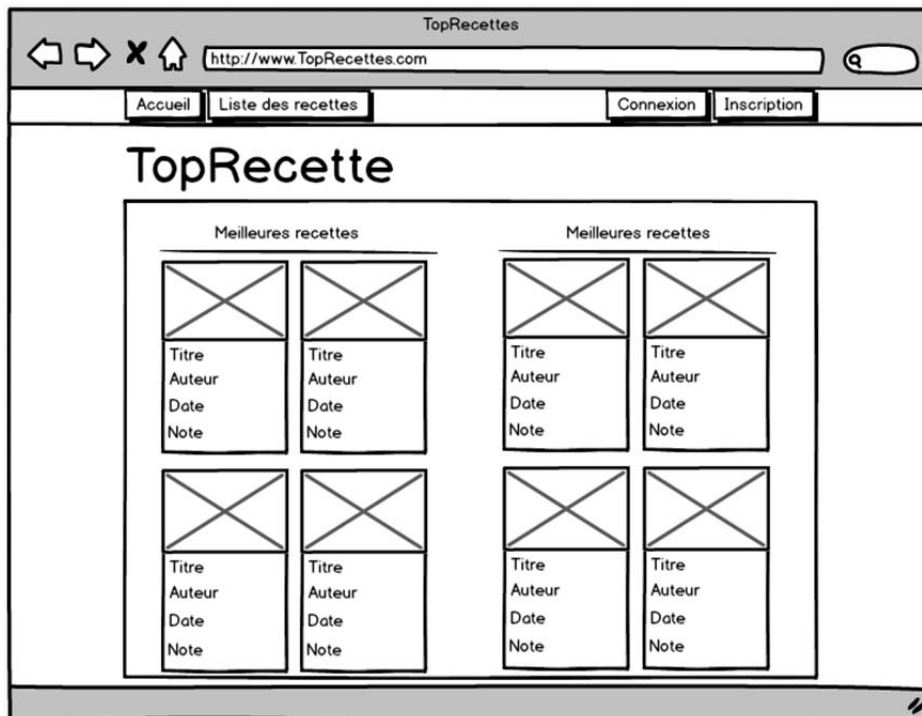 TopRecettes
http://www.TopRecettes.com
Accueil Liste des recettes Connexion Inscription
TopRecette
Meilleures recettes Meilleures recettes
Titre Titre Titre Titre
Auteur Auteur Auteur Auteur
Date Date Date Date
Note Note Note Note
Titre Titre Titre Titre
Auteur Auteur Auteur Auteur
Date Date Date Date
Note Note Note Note